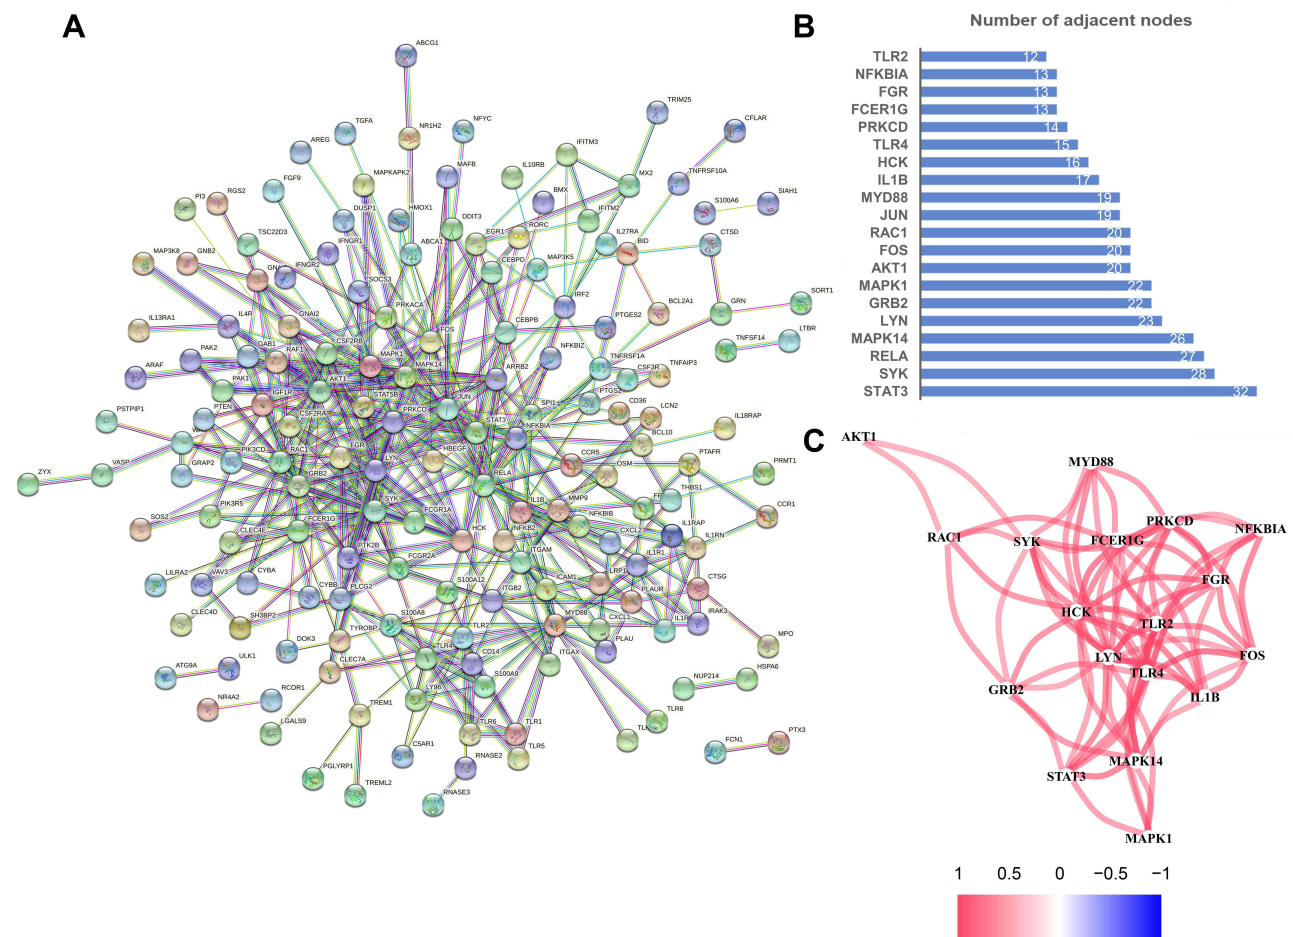 A
ABCG1
TRIM25
CFLAR
TGFA
NFYC
NR1H2
AREG
IFITM3
MAFB
IL10RB
MX2
TNFRSF10A
MAPKAPK2
FGF9
BMX
S100A6
SIAH1
PI3
RGS2
DUSP1
HMOX1
DDIT3
IFITM2
TSC22D3
IFNGR1
ABCA1
EGR1
RORC
IL27RA
BID
CTSD
MAP3K8
GNB2
IFNGR2
CEBPD
MAP3K5
SOCS3
IRF2
BCL2A1
GRN
SORT1
PRKACA
IL13RA1
IL4R
GNAI2
FOS
CEBPB
PTGES2
TNFSF14
LTBR
CSF2RB
GAB1
RAF1
MAPK1
MAPK14
NFKBIZ
TNFRSF1A
CSF3R
TNFAIP3
ARAF
PAK2
PAK1
AKT1
ARRB2
IGF1R
STAT5B
JUN
PTEN
CSF2RA
PRKCD
SPI1
CD36
LCN2
PSTPIP1
STAT3
NFKBIA
BCL10
IL18RAP
PIK3CD
RAC1
FGR
LYN
HBEGF
CCR5
OSM
PTAFR
PRMT1
ZYX
VASP
GRAP2
GRB2
RELA
THBS1
SYK
IL1B
MMP9
CCR1
SOS2
PIK3R5
FCER1G
FCGR1A
NFKBIB
CLEC4E
HCK
NFKB2
CXCL2
IL1RAP
IL1RN
PTK2B
FCGR2A
ITGAM
IL1R1
LILRA2
VAV3
CYBA
CYBB
PLCG2
S100A12
ITGB2
ICAM1
LRP1
PLAUR
CTSG
CLEC4D
SH3BP2
TYROBP
S100A8
TLR2
MYD88
CXCL1
IRAK3
DOK3
CD14
ITGAX
PLAU
MPO
ATG9A
ULK1
CLEC7A
TLR4
S100A9
NUP214
HSPA6
NR4A2
RCOR1
LY96
LGALS9
TREM1
TLR6
TLR1
TLR8
C5AR1
RNASE2
TLR5
FCN1
PTX3
PGLYRP1
TREML2
RNASE3
B
Number of adjacent nodes
TLR2 12
NFKBIA 13
FGR 13
FCER1G 13
PRKCD 14
TLR4 15
HCK 16
IL1B 17
MYD88 19
JUN 19
RAC1 20
FOS 20
AKT1 20
MAPK1 22
GRB2 22
LYN 23
MAPK14 26
RELA 27
SYK 28
STAT3 32
C
AKT1
MYD88
PRKCD
NFKBIA
RAC1
SYK
FCER1G
FGR
HCK
TLR2
LYN
FOS
TLR4
GRB2
IL1B
MAPK14
STAT3
MAPK1
1 0.5 0 −0.5 −1